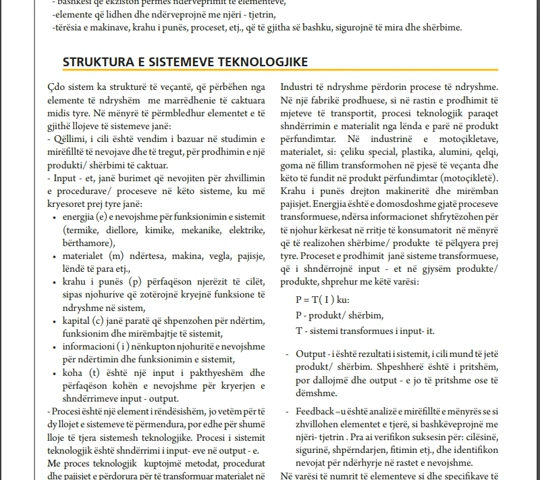 - bashkësi që ekziston përmes ndërveprimit të elementëve,
-elemente që lidhen dhe ndërveprojnë me njëri - tjetrin,
-tërësia e makinave, krahu i punës, proceset, etj., që të gjitha së bashku, sigurojnë të mira dhe shërbime.
STRUKTURA E SISTEMEVE TEKNOLOGJIKE
Çdo sistem ka strukturë të veçantë, që përbëhen nga
elemente të ndryshëm me marrëdhenie të caktuara
midis tyre. Në mënyrë të përmbledhur elementet e të
gjithë llojeve të sistemeve janë:
- Qëllimi, i cili është vendim i bazuar në studimin e
mirëfilltë të nevojave dhe të tregut, për prodhimin e një
produkti/ shërbimi të caktuar.
- Input - et, janë burimet që nevojiten për zhvillimin
e procedurave/ proceseve në këto sisteme, ku më
kryesoret prej tyre janë:
• energjia (e) e nevojshme për funksionimin e sistemit
(termike, diellore, kimike, mekanike, elektrike,
bërthamore),
• materialet (m) ndërtesa, makina, vegla, pajisje,
lëndë të para etj.,
• krahu i punës (p) përfaqëson njerëzit të cilët,
sipas njohurive që zotërojnë kryejnë funksione të
ndryshme në sistem,
• kapital (c) janë paratë që shpenzohen për ndërtim,
funksionim dhe mirëmbajtje të sistemit,
• informacioni ( i ) nënkupton njohuritë e nevojshme
për ndërtimin dhe funksionimin e sistemit,
• koha (t) është një input i pakthyeshëm dhe
përfaqëson kohën e nevojshme për kryerjen e
shndërrimeve input - output.
- Procesi është një element i rëndësishëm, jo vetëm për të
dy llojet e sistemeve të përmendura, por edhe për shumë
lloje të tjera sistemesh teknologjike. Procesi i sistemit
teknologjik është shndërrimi i input- eve në output - e.
Me proces teknologjik kuptojmë metodat, procedurat
dhe pajisjet e përdorura për të transformuar materialet në
Industri të ndryshme përdorin procese të ndryshme.
Në një fabrikë prodhuese, si në rastin e prodhimit të
mjeteve të transportit, procesi teknologjik paraqet
shndërrimin e materialit nga lënda e parë në produkt
përfundimtar. Në industrinë e motoçikletave,
materialet, si: çeliku special, plastika, alumini, qelqi,
goma në fillim transformohen në pjesë të veçanta dhe
këto të fundit në produkt përfundimtar (motoçikletë).
Krahu i punës drejton makineritë dhe mirëmban
pajisjet. Energjia është e domosdoshme gjatë proceseve
transformuese, ndërsa informacionet shfrytëzohen për
të njohur kërkesat në rritje të konsumatorit në mënyrë
që të realizohen shërbime/ produkte të pëlqyera prej
tyre. Proceset e prodhimit janë sisteme transformuese,
që i shndërrojnë input - et në gjysëm produkte/
produkte, shprehur me këtë varësi:
P = T( I ) ku:
P - produkt/ shërbim,
T - sistemi transformues i input- it.
- Output - i është rezultati i sistemit, i cili mund të jetë
produkt/ shërbim. Shpeshherë është i pritshëm,
por dallojmë dhe output - e jo të pritshme ose të
dëmshme.
- Feedback –u është analizë e mirëfilltë e mënyrës se si
zhvillohen elementet e tjerë, si bashkëveprojnë me
njëri- tjetrin . Pra ai verifikon suksesin për: cilësinë,
sigurinë, shpërndarjen, fitimin etj., dhe identifikon
nevojat për ndërhyrje në rastet e nevojshme.
Në varësi të numrit të elementeve si dhe specifikave të